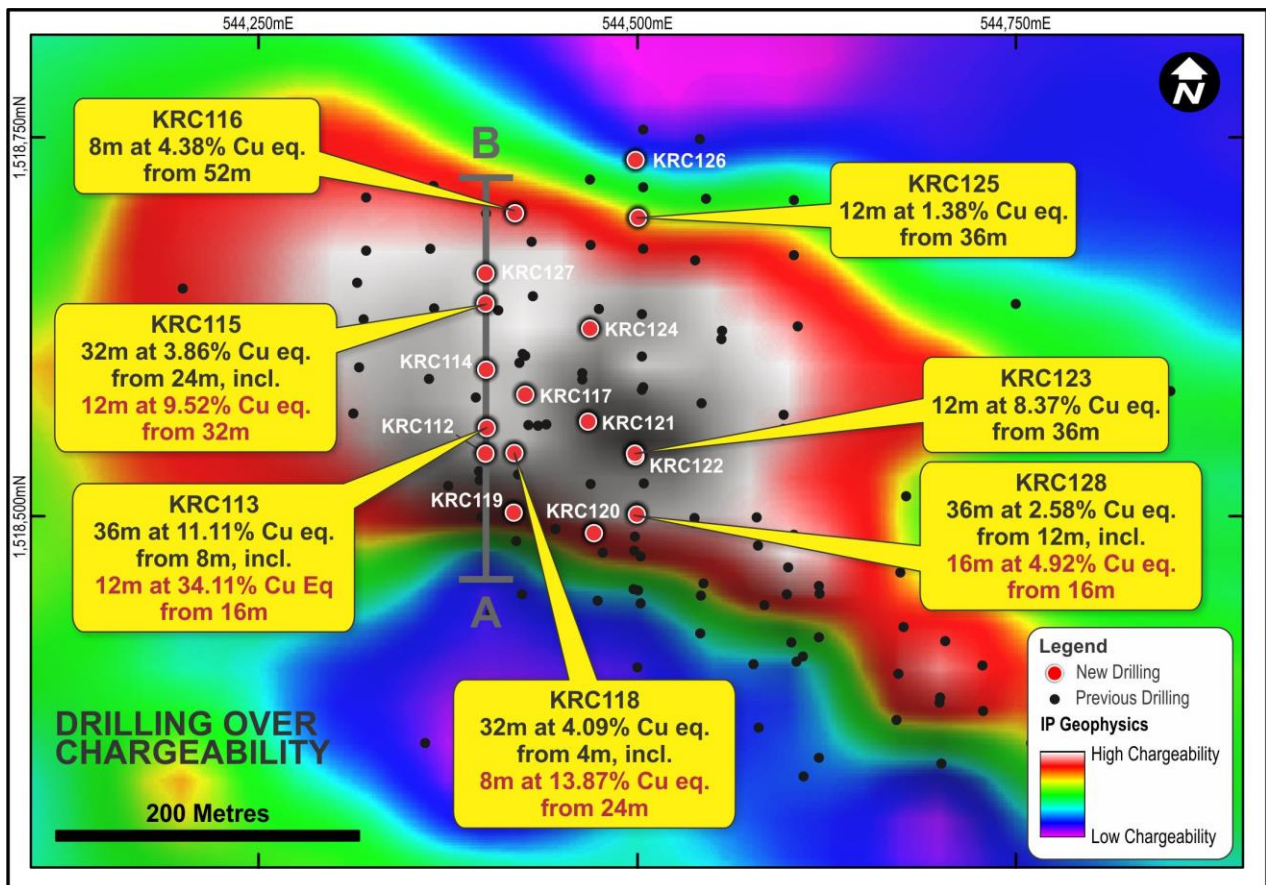 544,250mE
544,500mE
544,750mE
1,518,750mN
1,518,500mN
N
KRC116
8m at 4.38% Cu eq.
from 52m
B
KRC126
KRC125
12m at 1.38% Cu eq.
from 36m
KRC127
KRC115
32m at 3.86% Cu eq.
from 24m, incl.
12m at 9.52% Cu eq.
from 32m
KRC124
KRC114
KRC117
KRC123
12m at 8.37% Cu eq.
from 36m
KRC112
KRC121
KRC122
KRC113
36m at 11.11% Cu eq.
from 8m, incl.
12m at 34.11% Cu Eq
from 16m
KRC119
KRC120
KRC128
36m at 2.58% Cu eq.
from 12m, incl.
16m at 4.92% Cu eq.
from 16m
A
KRC118
32m at 4.09% Cu eq.
from 4m, incl.
8m at 13.87% Cu eq.
from 24m
DRILLING OVER
CHARGEABILITY
200 Metres
Legend
New Drilling
Previous Drilling
IP Geophysics
High Chargeability
Low Chargeability